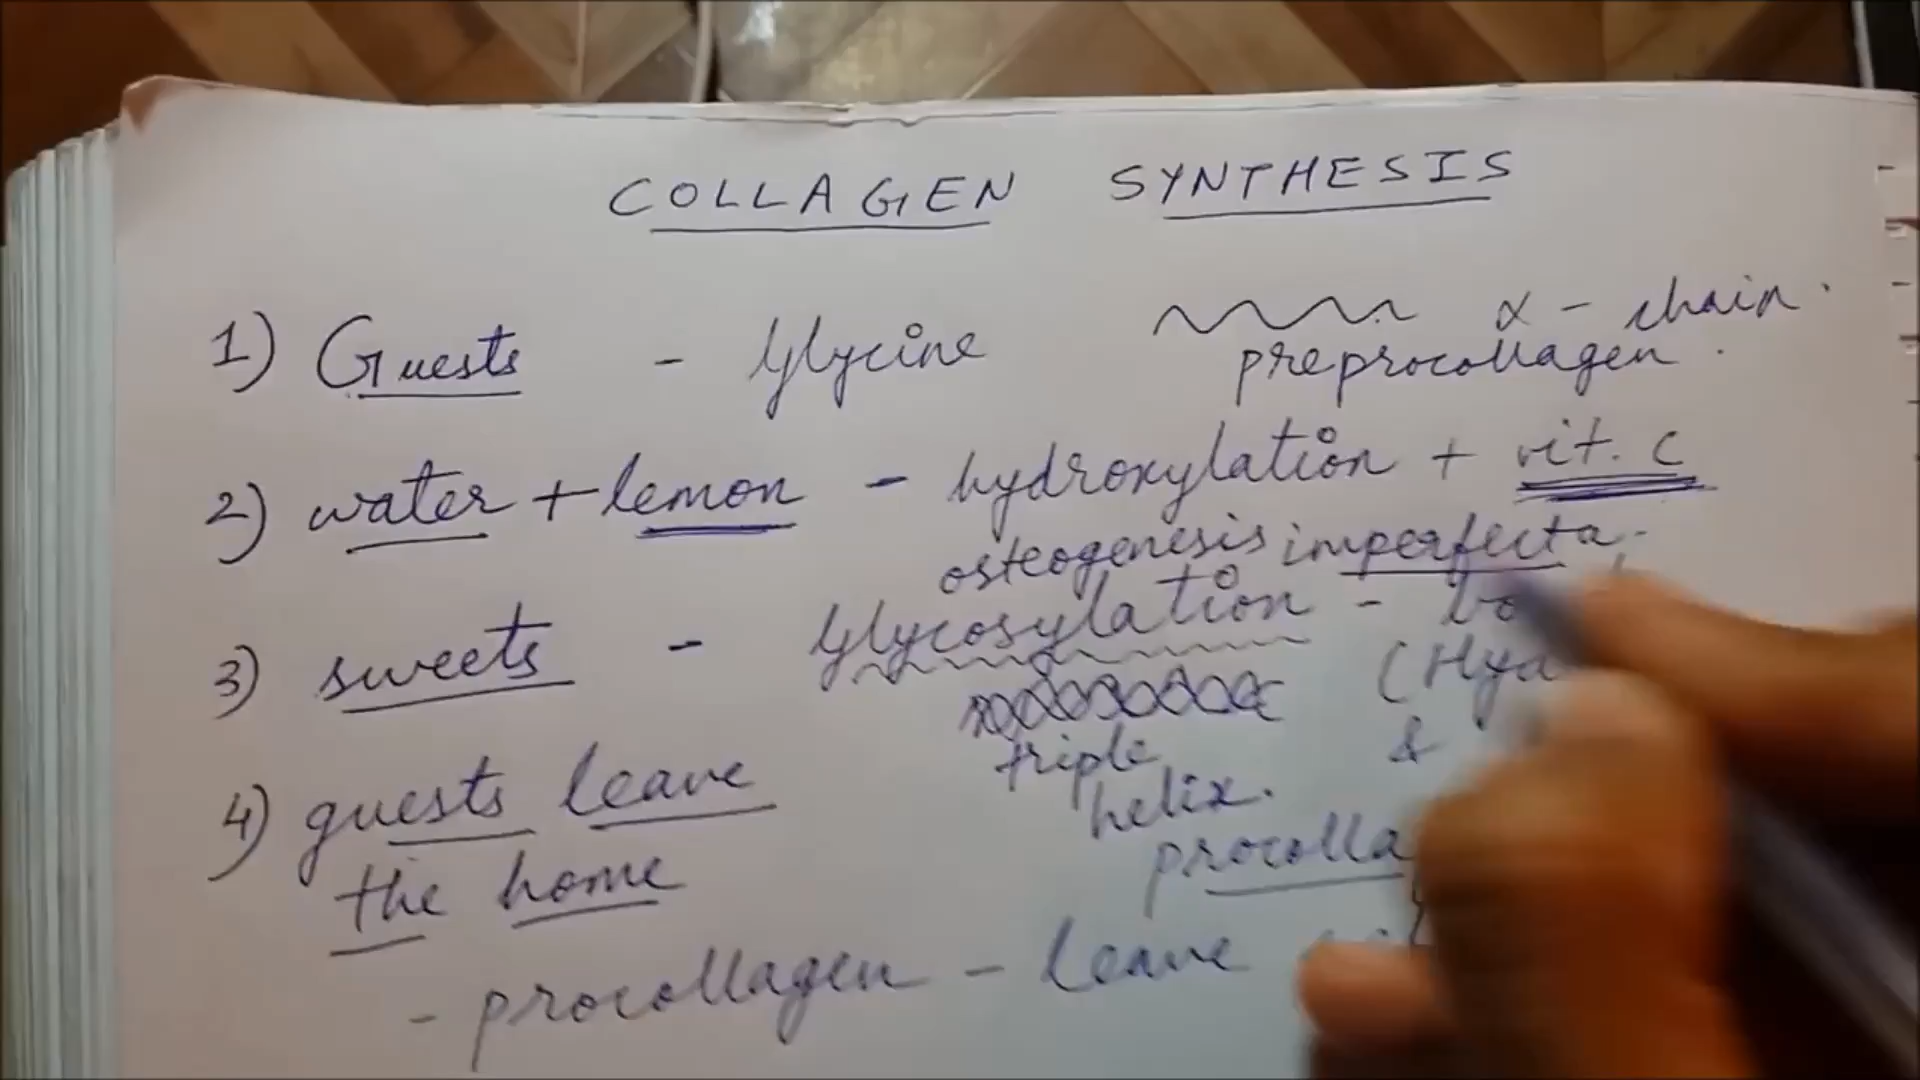 COLLAGEN SYNTHESIS
1) Guests - Glycine α - chain.
preprocollagen.
2) water + lemon - hydroxylation + vit. C
osteogenesis imperfecta.
3) sweets - Glycosylation -
triple
helix.
&
4) guests leave
the home
- procollagen - leave